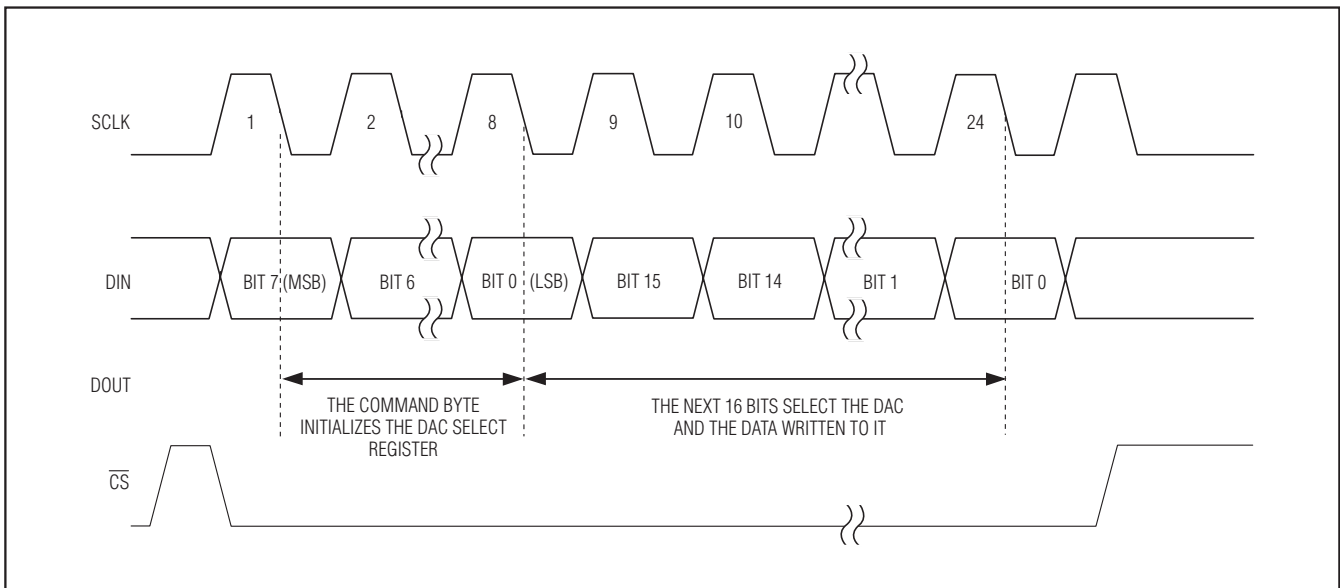 SCLK
1 2 8 9 10 24
DIN
BIT 7 (MSB) BIT 6 BIT 0 (LSB) BIT 15 BIT 14 BIT 1 BIT 0
DOUT
THE COMMAND BYTE
INITIALIZES THE DAC SELECT
REGISTER
THE NEXT 16 BITS SELECT THE DAC
AND THE DATA WRITTEN TO IT
CS